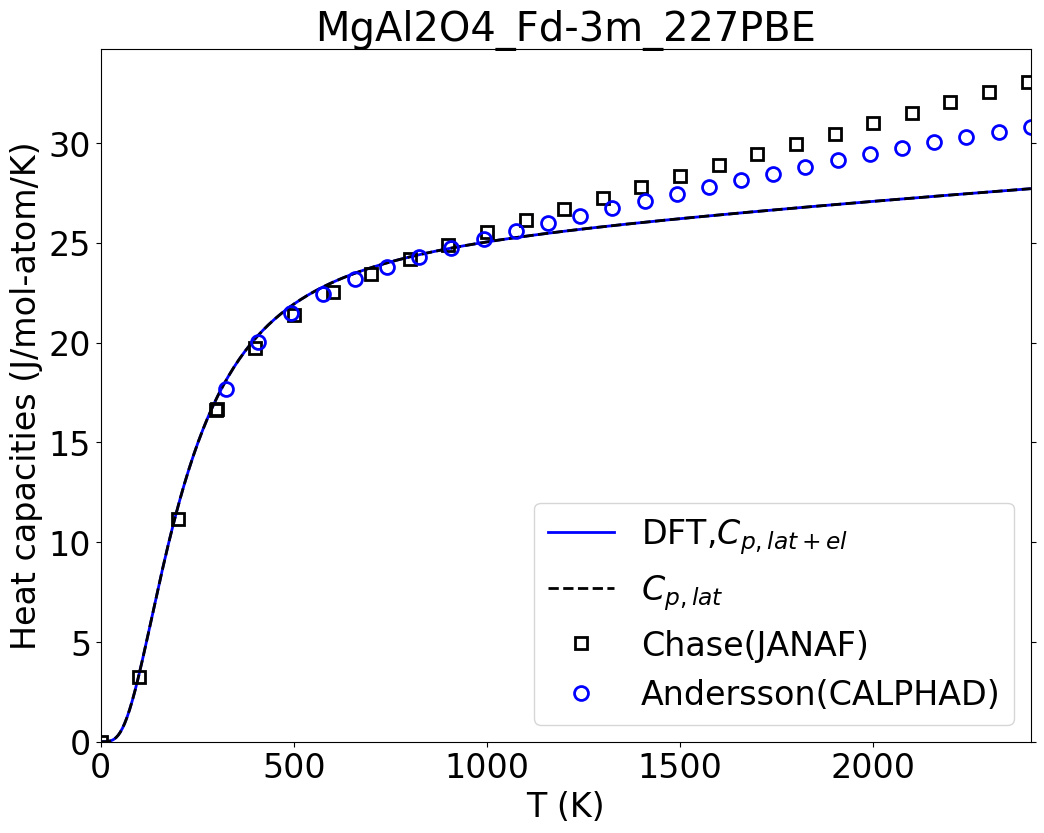 MgAl2O4_Fd-3m_227PBE
Heat capacities (J/mol-atom/K)
30
25
20
15
10
5
0
DFT,$C_{p,lat+el}$
$C_{p,lat}$
Chase(JANAF)
Andersson(CALPHAD)
0 500 1000 1500 2000
T (K)